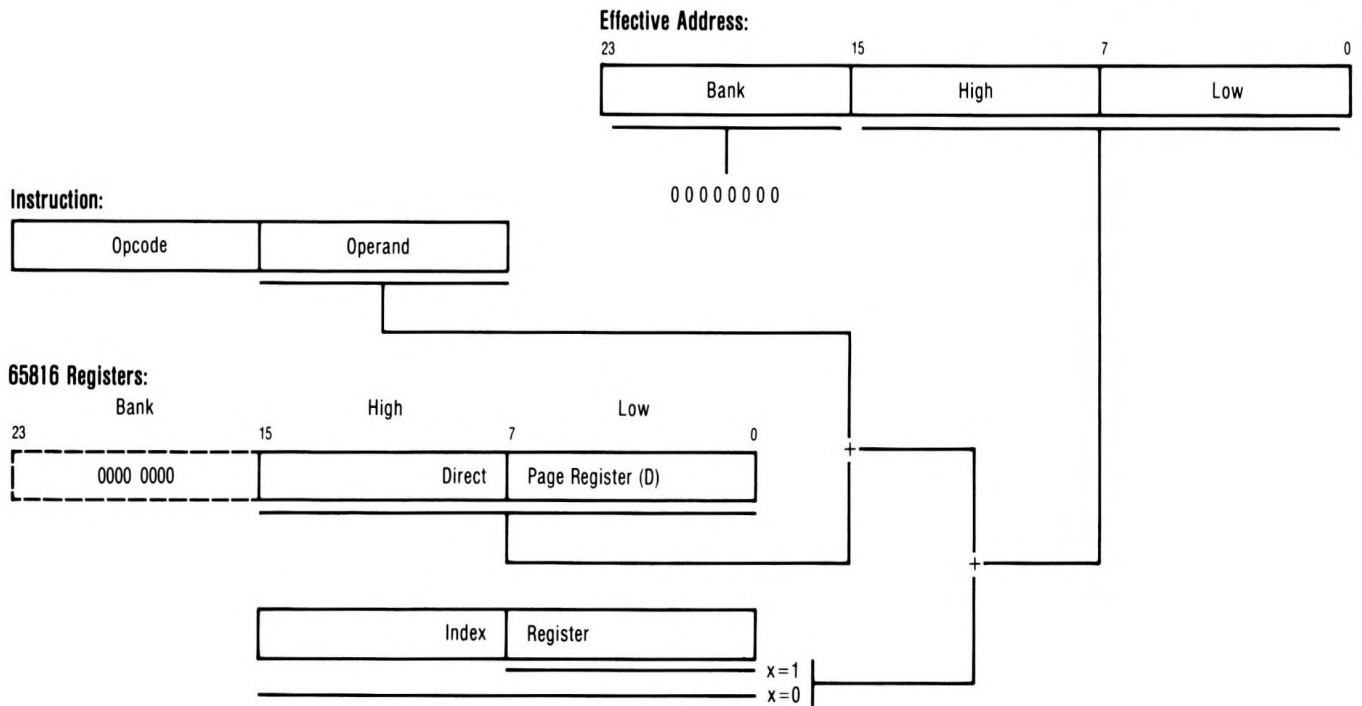 Effective Address:
23 15 7 0
Bank High Low
00000000
Instruction:
Opcode Operand
65816 Registers:
Bank High Low
23 15 7 0
0000 0000 Direct Page Register (D)
+
+
Index Register
x=1
x=0